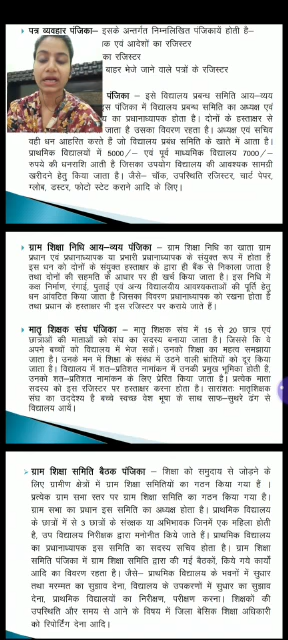 पत्र व्यवहार पंजिका– इसके अन्तर्गत निम्नलिखित पंजिकायें होती है–
क एवं आदेशों का रजिस्टर
का रजिस्टर
बाहर भेजे जाने वाले पत्रों के रजिस्टर
पंजिका – इसे विद्यालय प्रबन्ध समिति आय–व्यय
स पंजिका में विद्यालय प्रबन्ध समिति का अध्यक्ष एवं
य का प्रधानाध्यापक होता है। दोनों के हस्ताक्षर से
जाता है उसका विवरण रहता है। अध्यक्ष एवं सचिव
वही धन आहरित करते हैं जो विद्यालय प्रबंध समिति के खाते में आता है।
प्राथमिक विद्यालयों में 5000/– एवं पूर्व माध्यमिक विद्यालय 7000/–
रुपये की धनराशि आती है जिसका उपयोग विद्यालय की आवश्यक सामग्री
खरीदने हेतु किया जाता है। जैसे– चॉक, उपस्थिति रजिस्टर, चार्ट पेपर,
ग्लोब, डस्टर, फोटो स्टेट कराने आदि के लिए।
ग्राम शिक्षा निधि आय–व्यय पंजिका – ग्राम शिक्षा निधि का खाता ग्राम
प्रधान एवं प्रधानाध्यापक या प्रभारी प्रधानाध्यापक के संयुक्त रूप में होता है
इस धन को दोनों के संयुक्त हस्ताक्षर के द्वारा ही बैंक से निकाला जाता है
तथा दोनों की सहमति के आधार पर ही खर्च किया जाता है। इस निधि में
कक्ष निर्माण, रंगाई, पुताई एवं अन्य विद्यालयीय आवश्यकताओं की पूर्ति हेतु
धन आंवटित किया जाता है जिसका विवरण प्रधानाध्यापक को रखना होता है
तथा प्रधान के हस्ताक्षर भी इस रजिस्टर पर कराये जाते हैं।
मातृ शिक्षक संघ पंजिका – मातृ शिक्षक संघ में 15 से 20 छात्र एवं
छात्राओं की माताओं को संघ का सदस्य बनाया जाता है। जिससे कि वे
अपने बच्चों को विद्यालय में भेज सकें। उनको शिक्षा का महत्व समझाया
जाता है। उनके मन में शिक्षा के संबंध में उठने वाली भ्रांतियों को दूर किया
जाता है। विद्यालय में शत–प्रतिशत नामांकन में उनकी प्रमुख भूमिका होती है,
उनको शत–प्रतिशत नामांकन के लिए प्रेरित किया जाता है। प्रत्येक माता
सदस्य को इस रजिस्टर पर हस्ताक्षर करना होता है। सारांशतः मातृशिक्षक
संघ का उद्देश्य है बच्चे स्वच्छ वेश भूषा के साथ साफ–सुथरे ढंग से
विद्यालय आयें।
ग्राम शिक्षा समिति बैठक पंजिका – शिक्षा को समुदाय से जोड़ने के
लिए ग्रामीण क्षेत्रों में ग्राम शिक्षा समितियों का गठन किया गया हैं ।
प्रत्येक ग्राम सभा स्तर पर ग्राम शिक्षा समिति का गठन किया गया है।
ग्राम सभा का प्रधान इस समिति का अध्यक्ष होता है। प्राथमिक विद्यालय
के छात्रों में से 3 छात्रों के संरक्षक या अभिभावक जिनमें एक महिला होती
है, उप विद्यालय निरीक्षक द्वारा मनोनीत किये जाते हैं। प्राथमिक विद्यालय
का प्रधानाध्यापक इस समिति का सदस्य सचिव होता है। ग्राम शिक्षा
समिति पंजिका में ग्राम शिक्षा समिति द्वारा की गई बैठकों, किये गये कार्यो
आदि का विवरण रहता है। जैसे– प्राथमिक विद्यालय के भवनों में सुधार
तथा मरम्मत का सुझाव देना, विद्यालय के उपकरणों में सुधार का सुझाव
देना, प्राथमिक विद्यालयों का निरीक्षण, परीक्षण करना। शिक्षकों की
उपस्थिति और समय से आने के विषय में जिला बेसिक शिक्षा अधिकारी
को रिपोर्टिंग देना आदि।